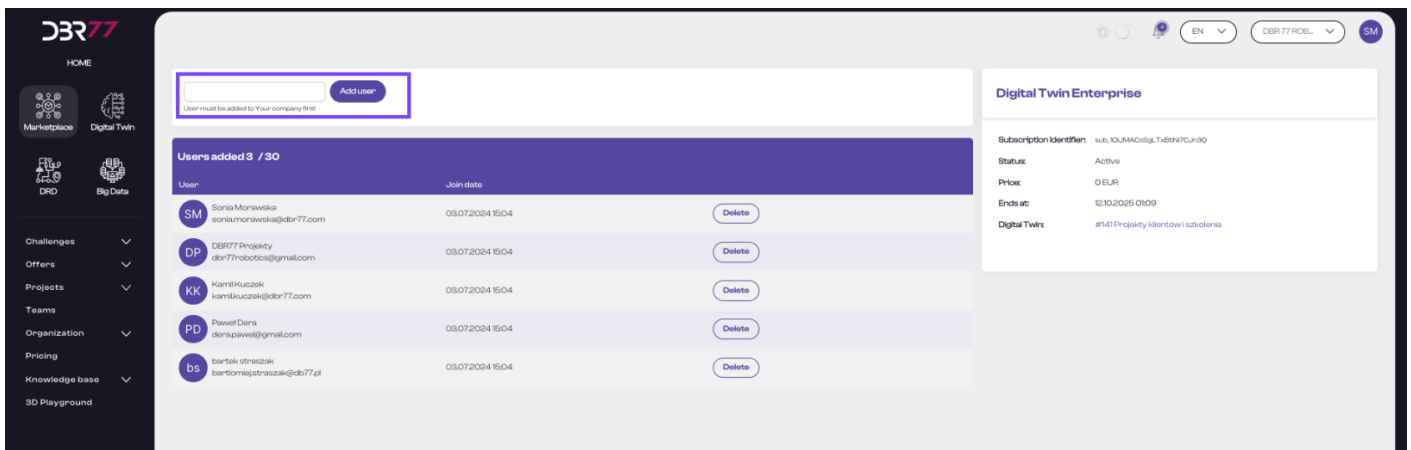 DBR77
HOME
Marketplace
Digital Twin
DRD
Big Data
Challenges
Offers
Projects
Teams
Organization
Pricing
Knowledge base
3D Playground
EN
DBR 77 ROB...
SM
Add user
User must be added to Your company first
Users added 3 / 30
User
Join date
SM
Sonia Morawska
sonia.morawska@dbr77.com
03.07.2024 15:04
Delete
DP
DBR77 Projekty
dbr77robotics@gmail.com
03.07.2024 15:04
Delete
KK
Kamil Kuczek
kamil.kuczek@dbr77.com
03.07.2024 15:04
Delete
PD
Paweł Dera
dera.pawel@gmail.com
03.07.2024 15:04
Delete
bs
bartek straszak
bartlomiej.straszak@db77.pl
03.07.2024 15:04
Delete
Digital Twin Enterprise
Subscription identifier:
Status:
Active
Price:
0 EUR
Ends at:
12.10.2025 01:09
Digital Twin:
#141 Projekty klientów i szkolenia